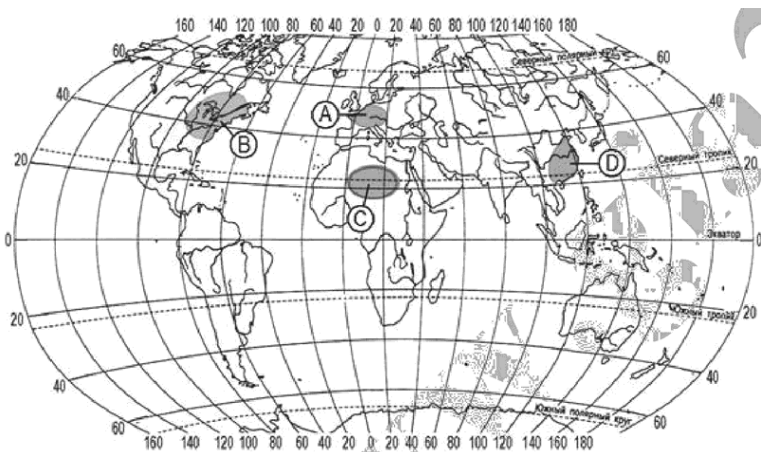 160 140 120 100 80 60 40 20 0 20 40 60 80 100 120 140 160 180
60 Северный полярный круг 60
40 40
A
B
20 Северный тропик 20
D
C
0 Экватор 0
20 Южный тропик 20
40 40
60 Южный полярный круг 60
160 140 120 100 80 60 40 20 0 20 40 60 80 100 120 140 160 180